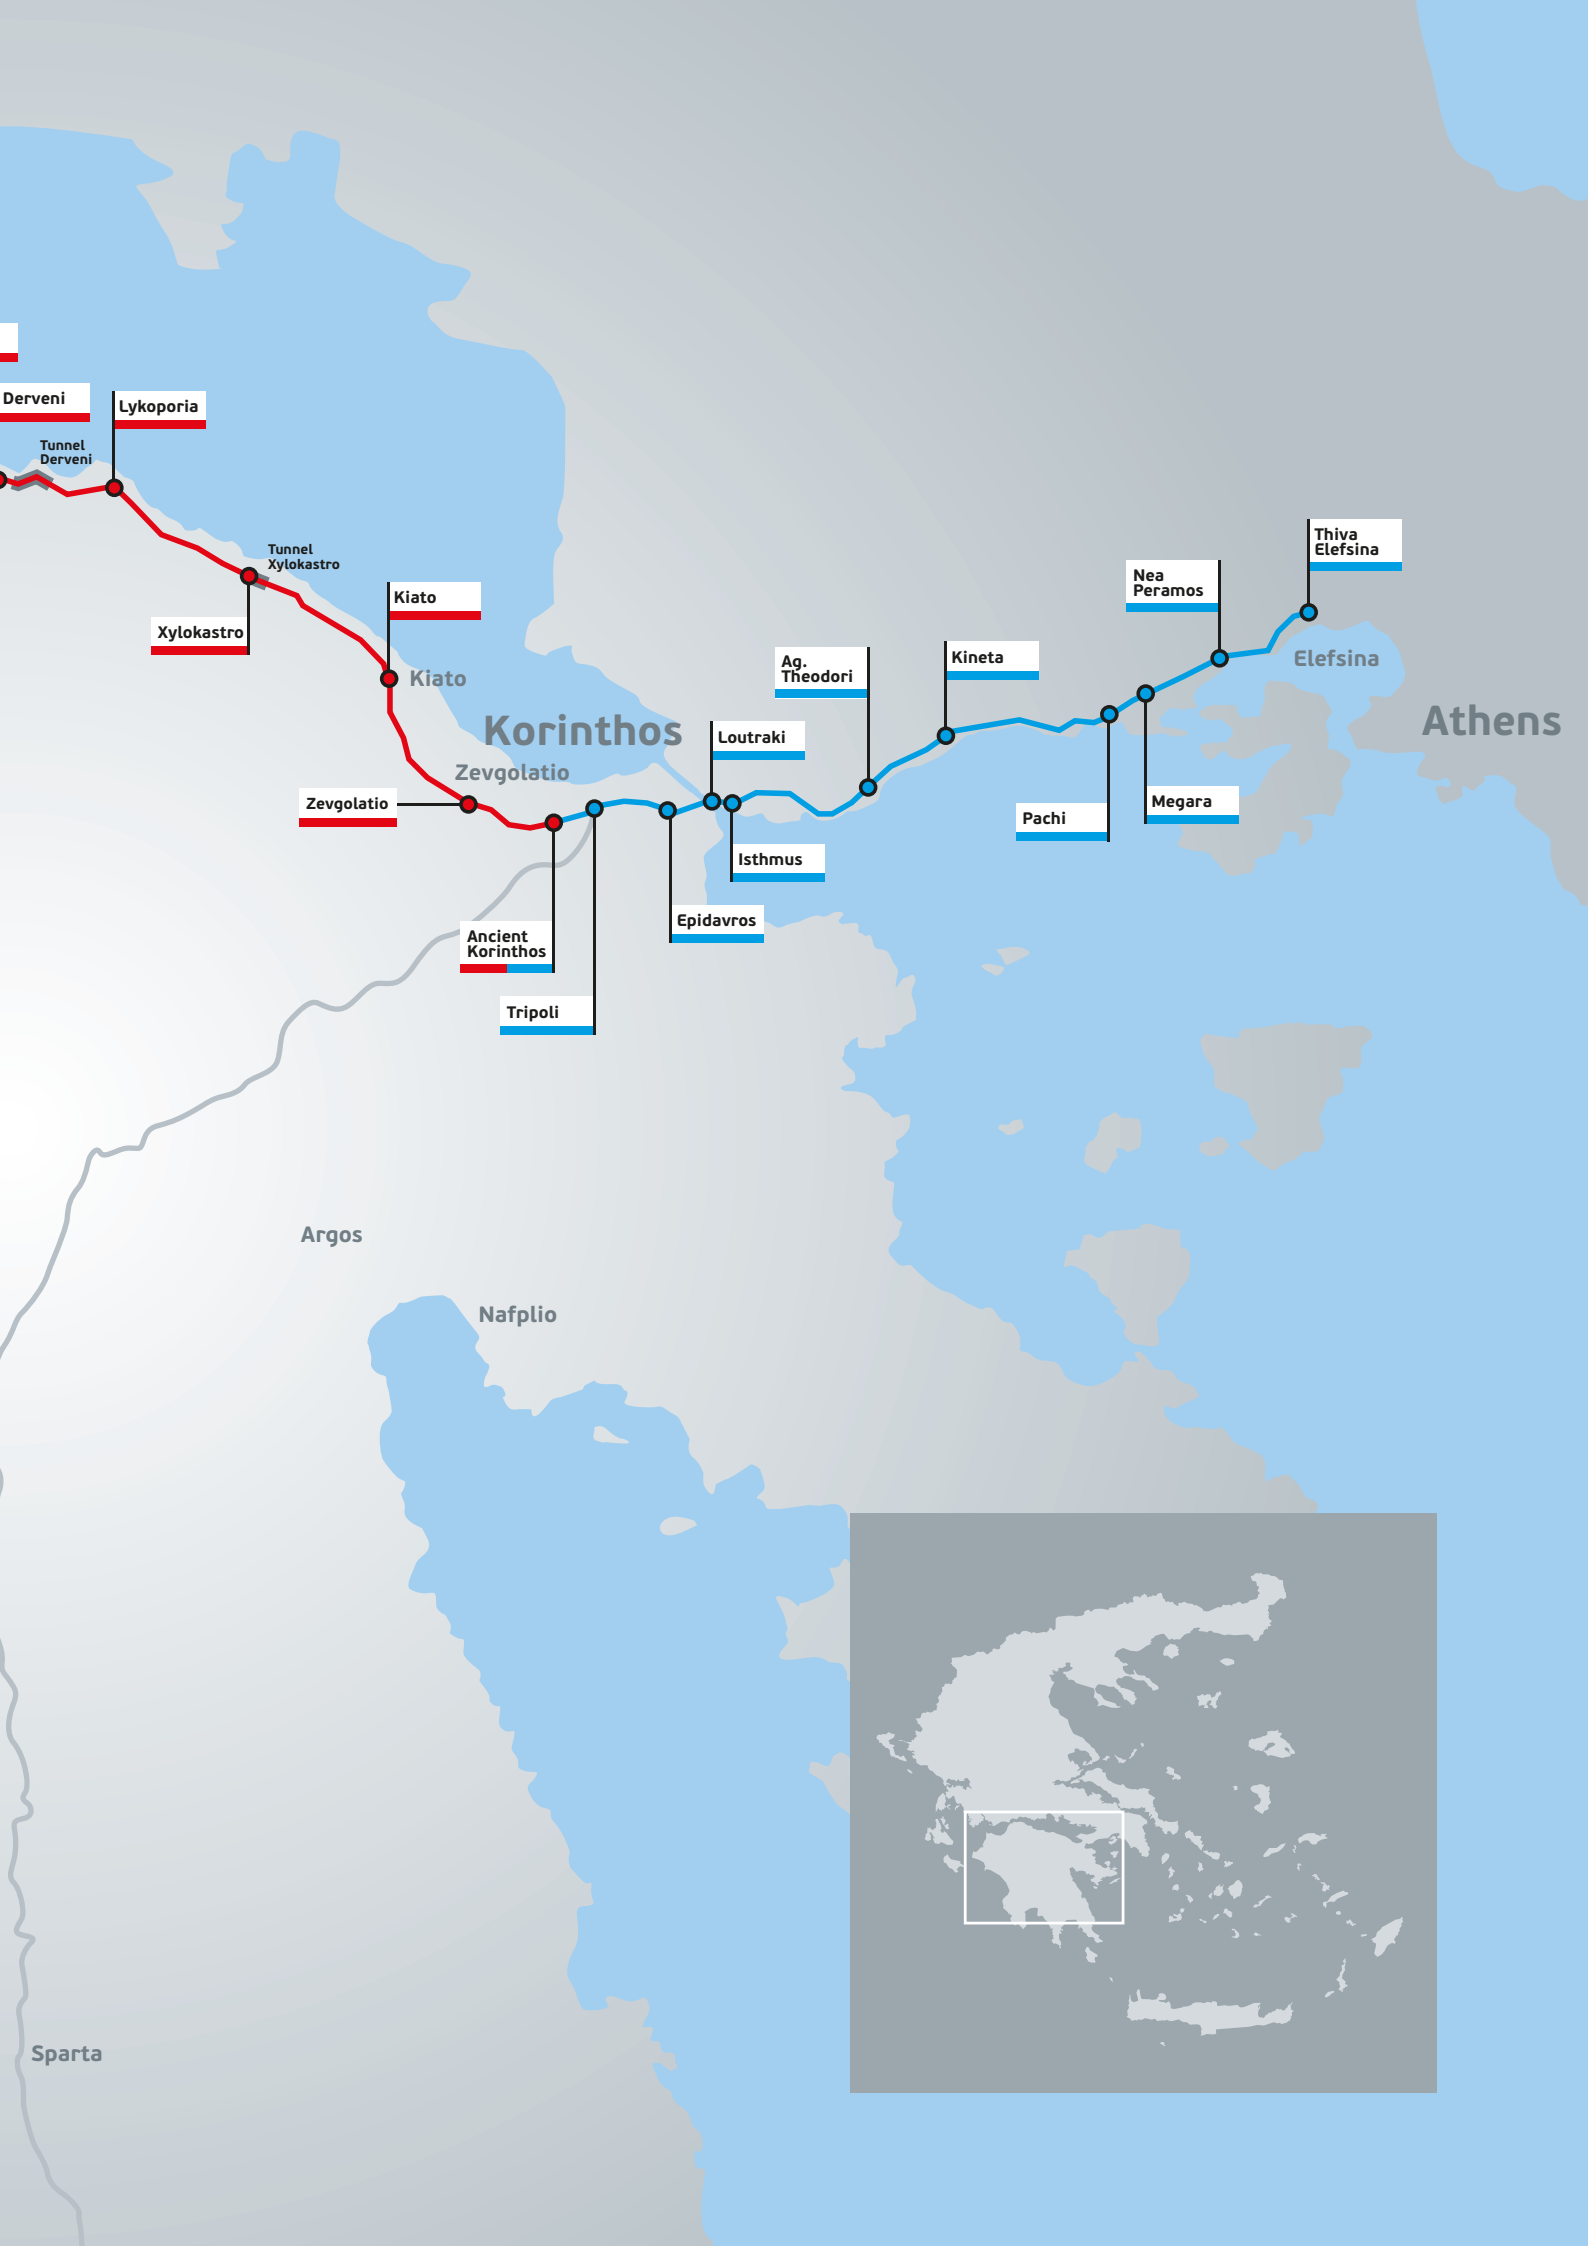 Derveni
Lykoporia
Tunnel
Derveni
Tunnel
Xylokastro
Xylokastro
Kiato
Kiato
Korinthos
Zevgolatio
Zevgolatio
Thiva
Elefsina
Nea
Peramos
Elefsina
Ag.
Theodori
Kineta
Athens
Loutraki
Megara
Pachi
Isthmus
Epidavros
Ancient
Korinthos
Tripoli
Argos
Nafplio
Sparta